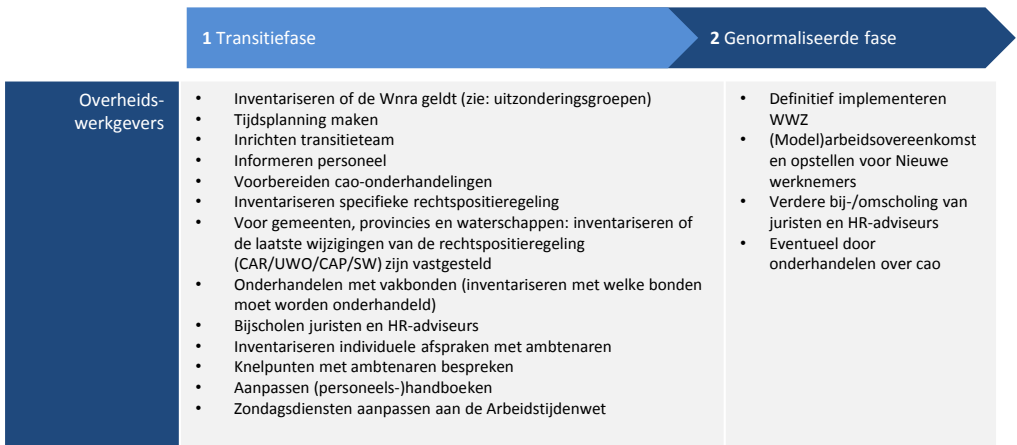 1 Transitiefase
2 Genormaliseerde fase
Overheids-
werkgevers
• Inventariseren of de Wnra geldt (zie: uitzonderingsgroepen)
• Tijdsplanning maken
• Inrichten transitieteam
• Informeren personeel
• Voorbereiden cao-onderhandelingen
• Inventariseren specifieke rechtspositieregeling
• Voor gemeenten, provincies en waterschappen: inventariseren of
de laatste wijzigingen van de rechtspositieregeling
(CAR/UWO/CAP/SW) zijn vastgesteld
• Onderhandelen met vakbonden (inventariseren met welke bonden
moet worden onderhandeld)
• Bijscholen juristen en HR-adviseurs
• Inventariseren individuele afspraken met ambtenaren
• Knelpunten met ambtenaren bespreken
• Aanpassen (personeels-)handboeken
• Zondagsdiensten aanpassen aan de Arbeidstijdenwet
• Definitief implementeren
WWZ
• (Model)arbeidsovereenkomst
en opstellen voor Nieuwe
werknemers
• Verdere bij-/omscholing van
juristen en HR-adviseurs
• Eventueel door
onderhandelen over cao